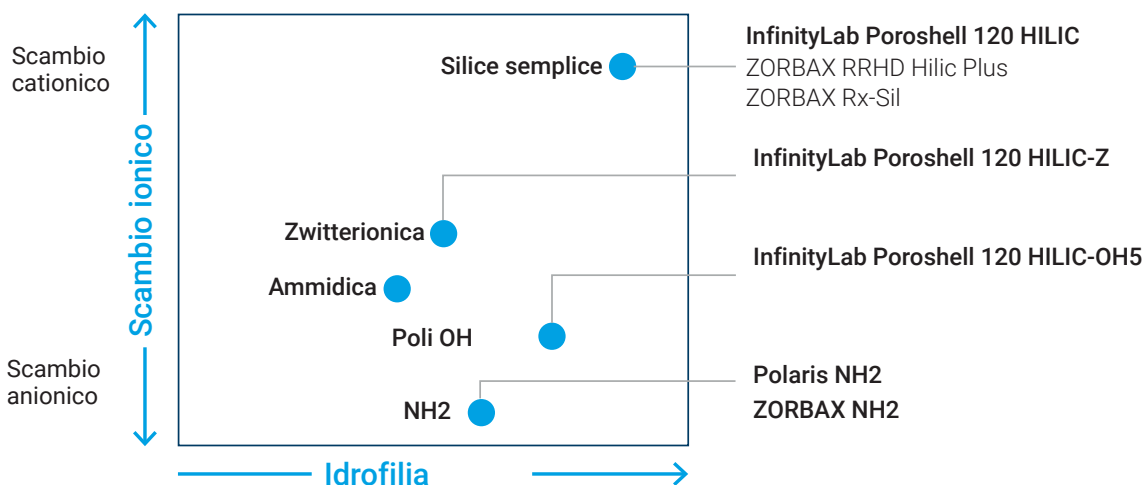 Scambio
cationico
Scambio ionico
Scambio
anionico
Silice semplice
Zwitterionica
Ammidica
Poli OH
NH2
InfinityLab Poroshell 120 HILIC
ZORBAX RRHD Hilic Plus
ZORBAX Rx-Sil
InfinityLab Poroshell 120 HILIC-Z
InfinityLab Poroshell 120 HILIC-OH5
Polaris NH2
ZORBAX NH2
Idrofilia